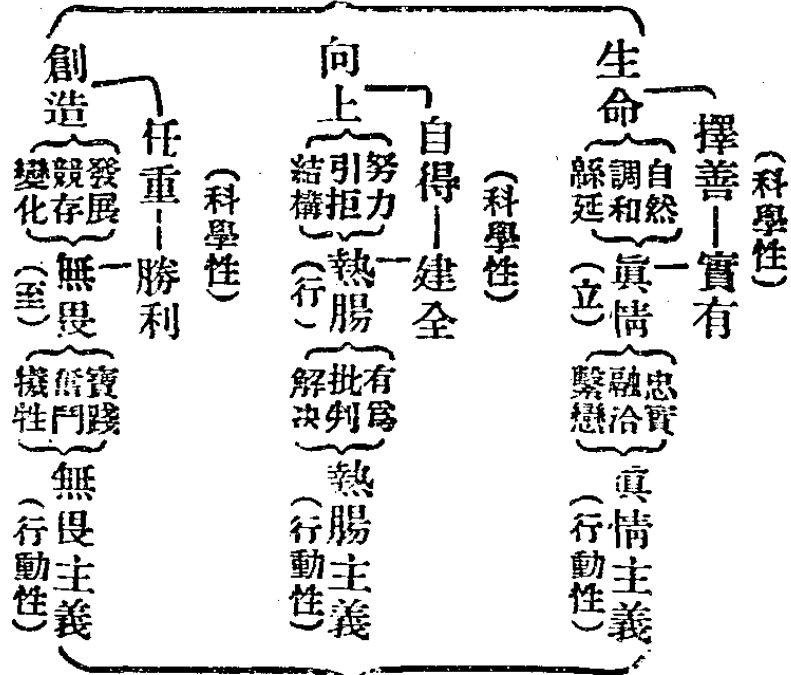 （科學性）
擇善—實有
生命
自然
調和
緜延
眞情
（立）
忠實
融洽
繫戀
眞情主義
（行動性）
（科學性）
自得—建全
向上
努力
引拒
結構
熱腸
（行）
有爲
批判
解决
熱腸主義
（行動性）
（科學性）
任重—勝利
創造
發展
競存
變化
無畏
（至）
實踐
奮鬥
犧牲
無畏主義
（行動性）